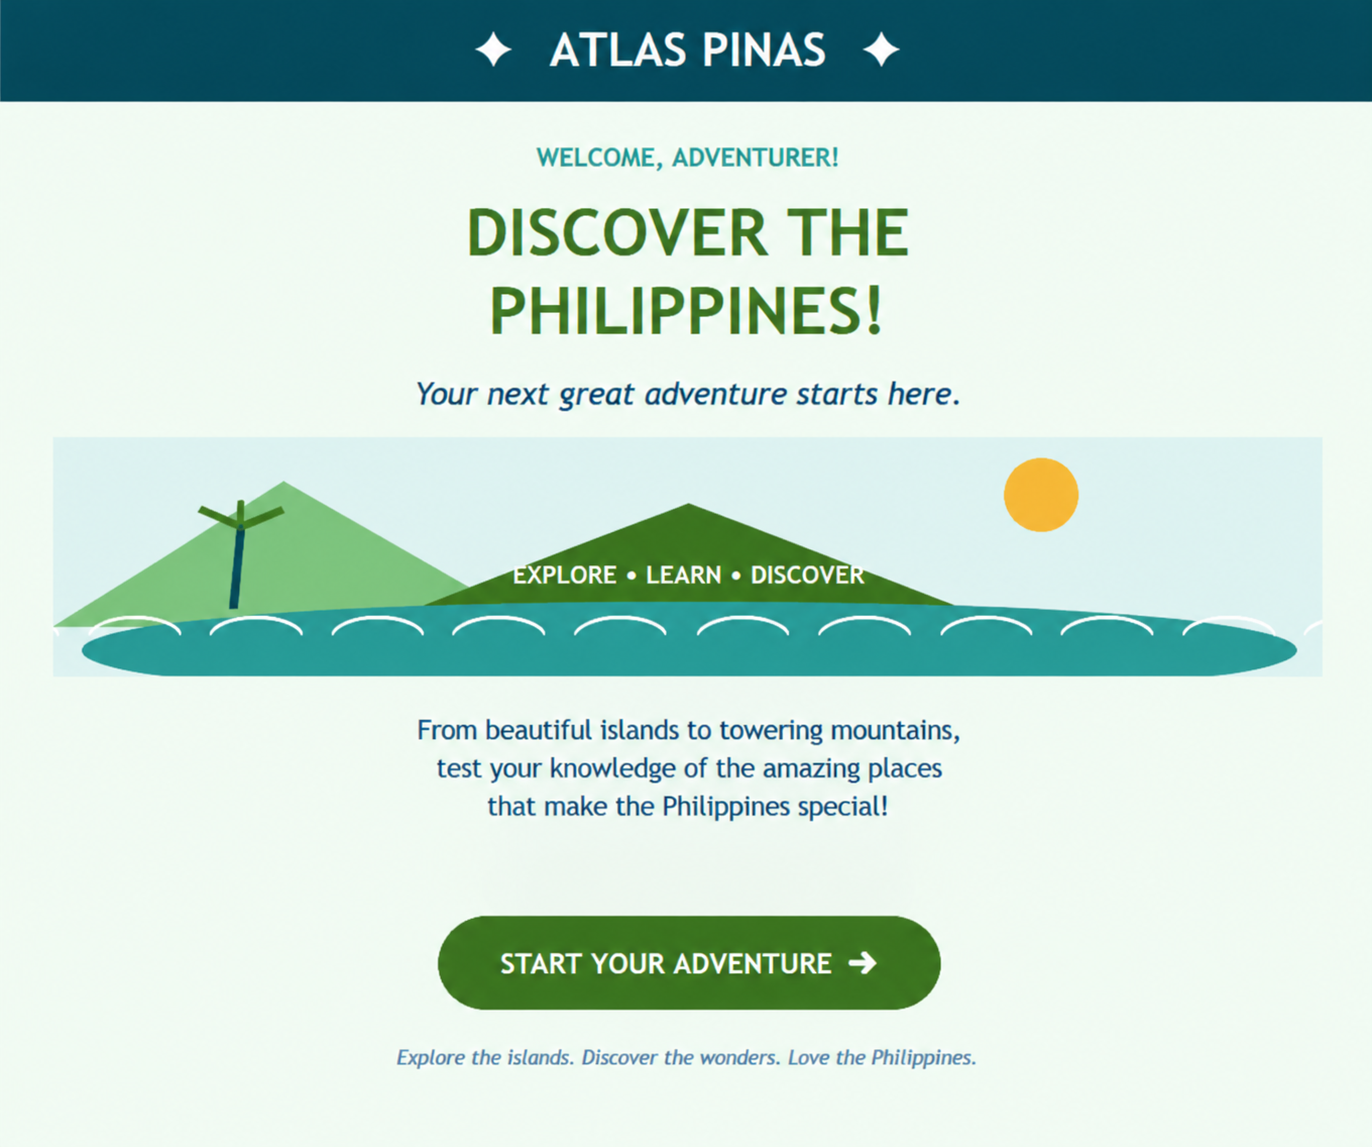 ✦ ATLAS PINAS ✦
WELCOME, ADVENTURER!
DISCOVER THE
PHILIPPINES!
Your next great adventure starts here.
EXPLORE • LEARN • DISCOVER
From beautiful islands to towering mountains,
test your knowledge of the amazing places
that make the Philippines special!
START YOUR ADVENTURE ➔
Explore the islands. Discover the wonders. Love the Philippines.